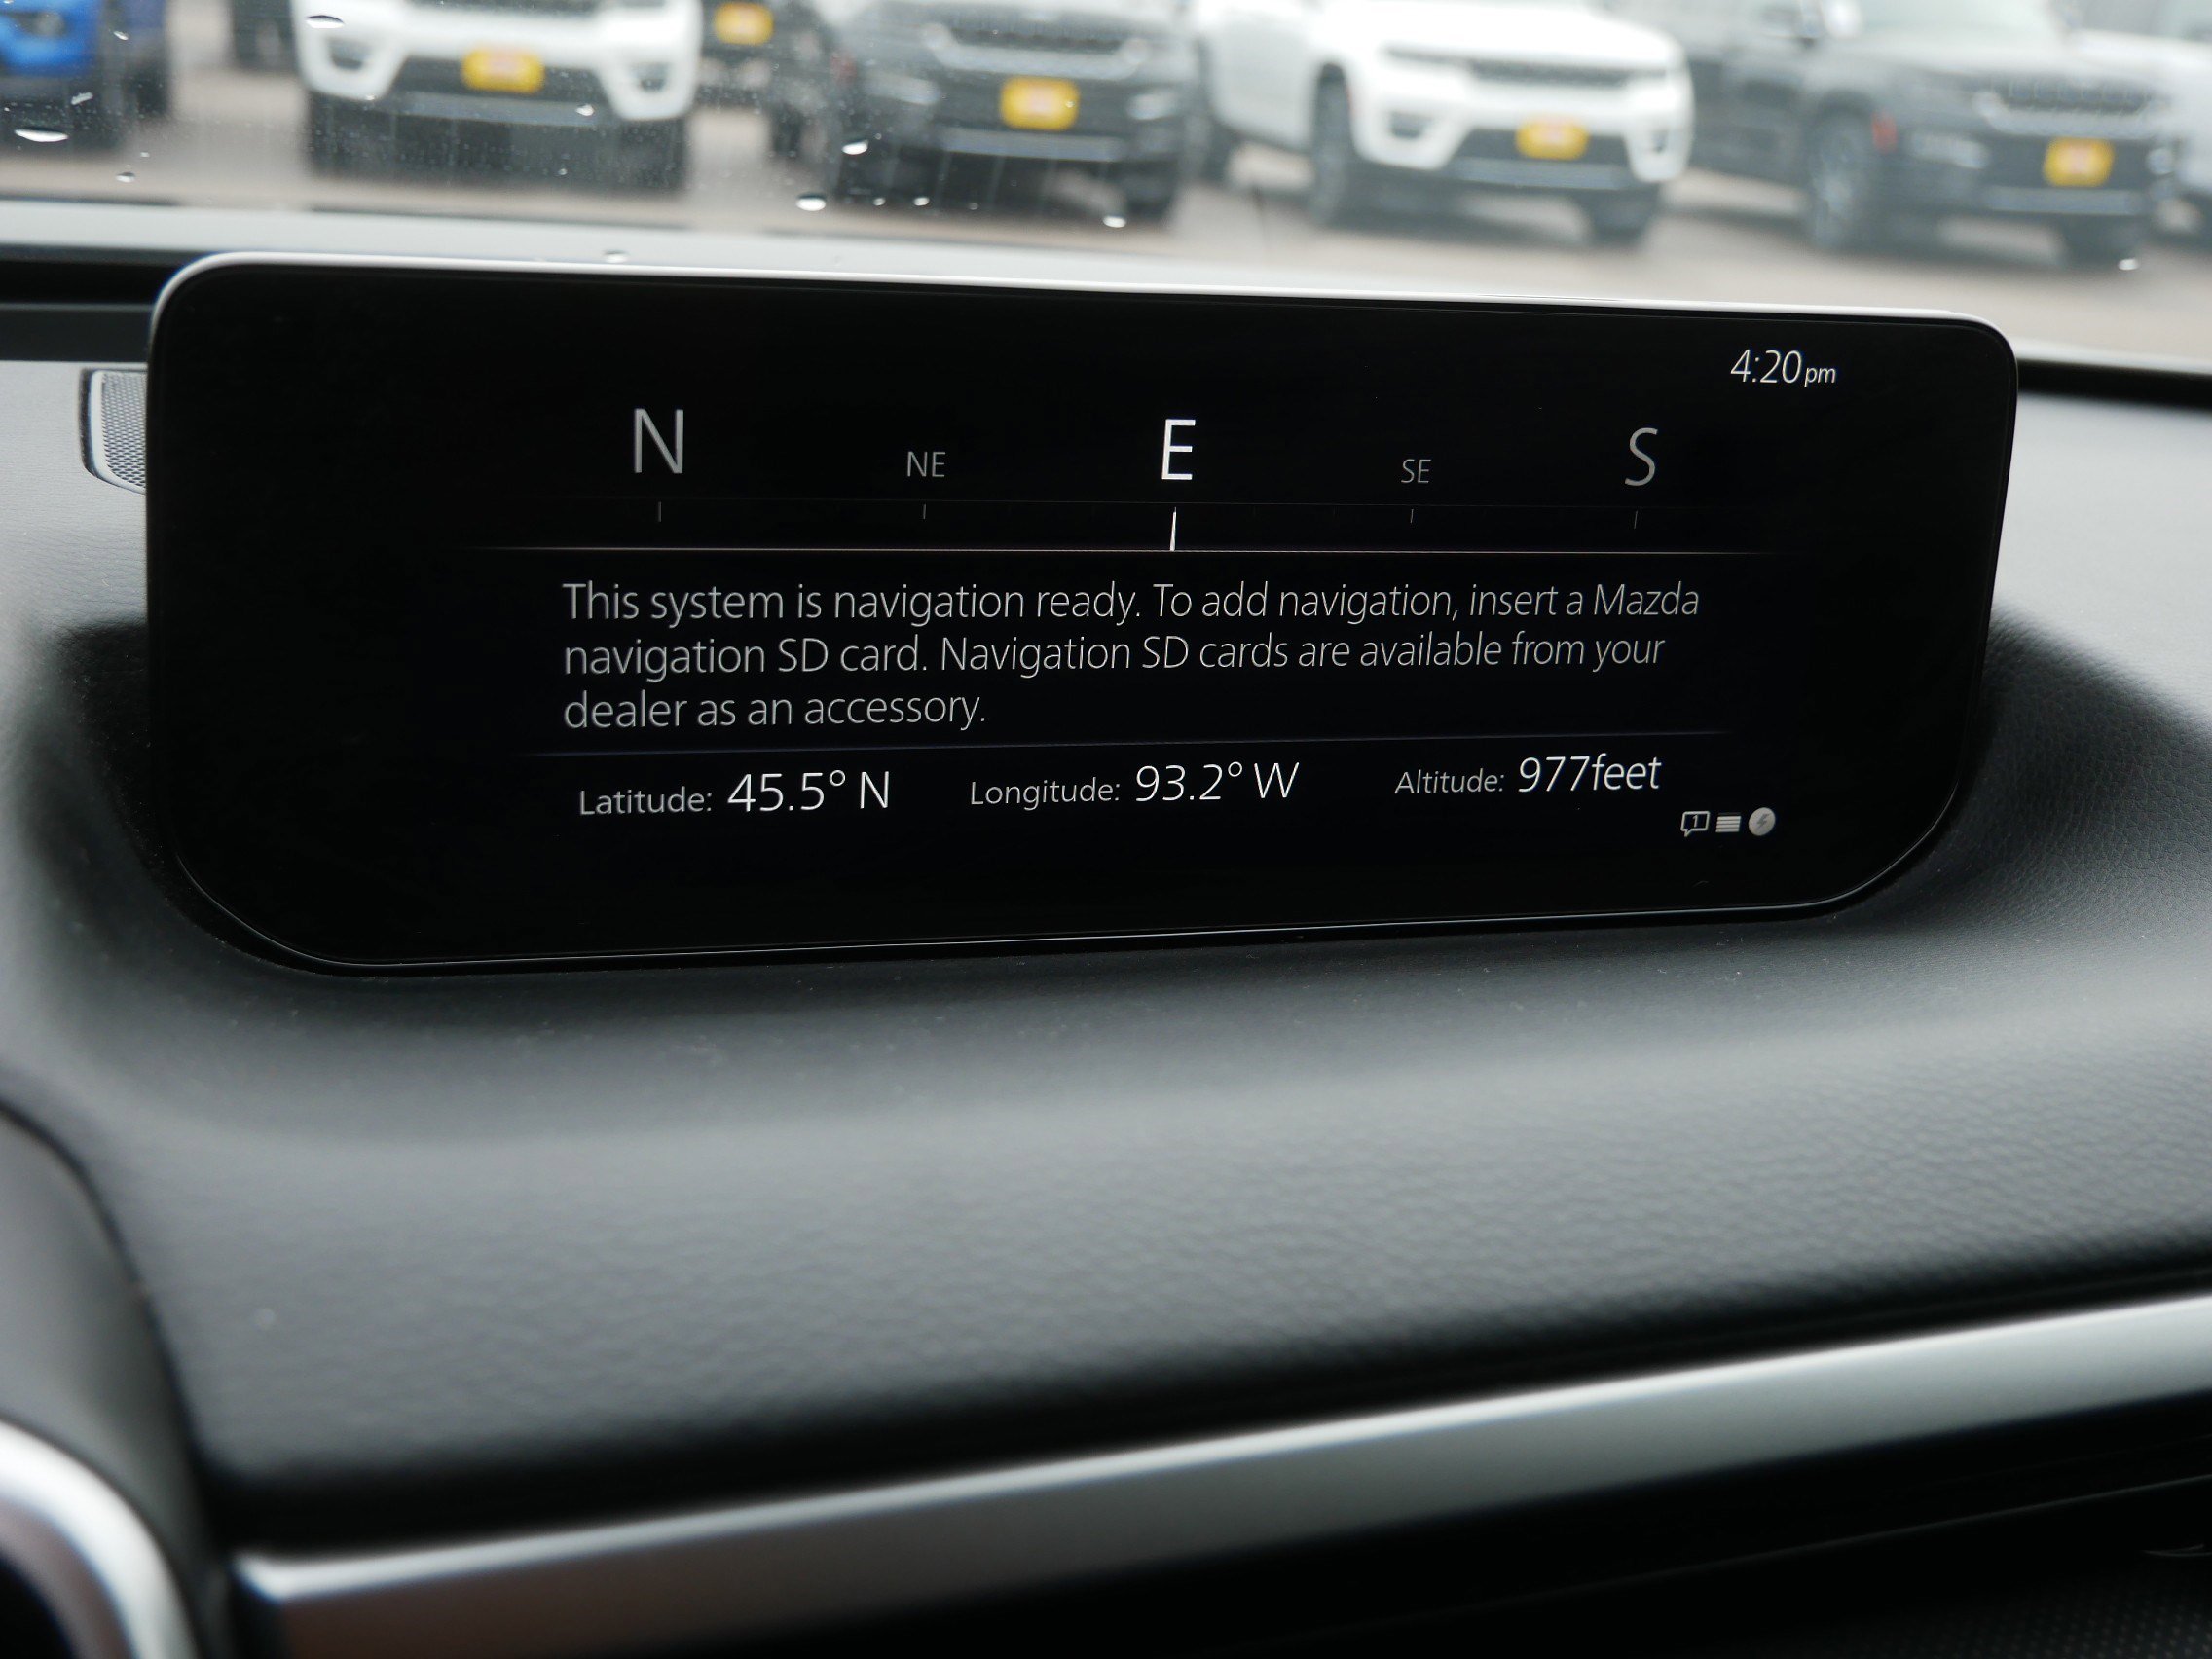 4:20pm
N NE E SE S
This system is navigation ready. To add navigation, insert a Mazda
navigation SD card. Navigation SD cards are available from your
dealer as an accessory.
Latitude: 45.5° N Longitude: 93.2° W Altitude: 977feet
1